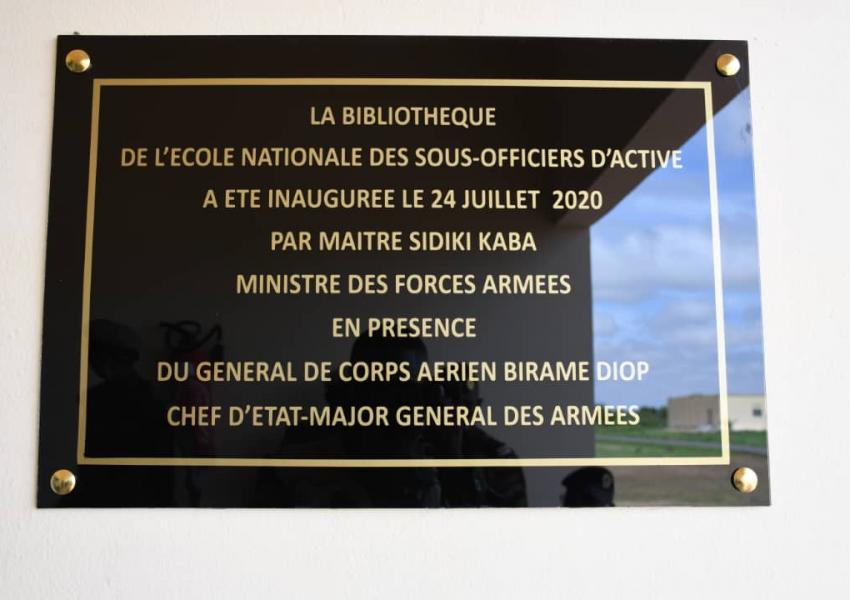 LA BIBLIOTHEQUE
DE L'ECOLE NATIONALE DES SOUS-OFFICIERS D'ACTIVE
A ETE INAUGUREE LE 24 JUILLET 2020
PAR MAITRE SIDIKI KABA
MINISTRE DES FORCES ARMEES
EN PRESENCE
DU GENERAL DE CORPS AERIEN BIRAME DIOP
CHEF D'ETAT-MAJOR GENERAL DES ARMEES